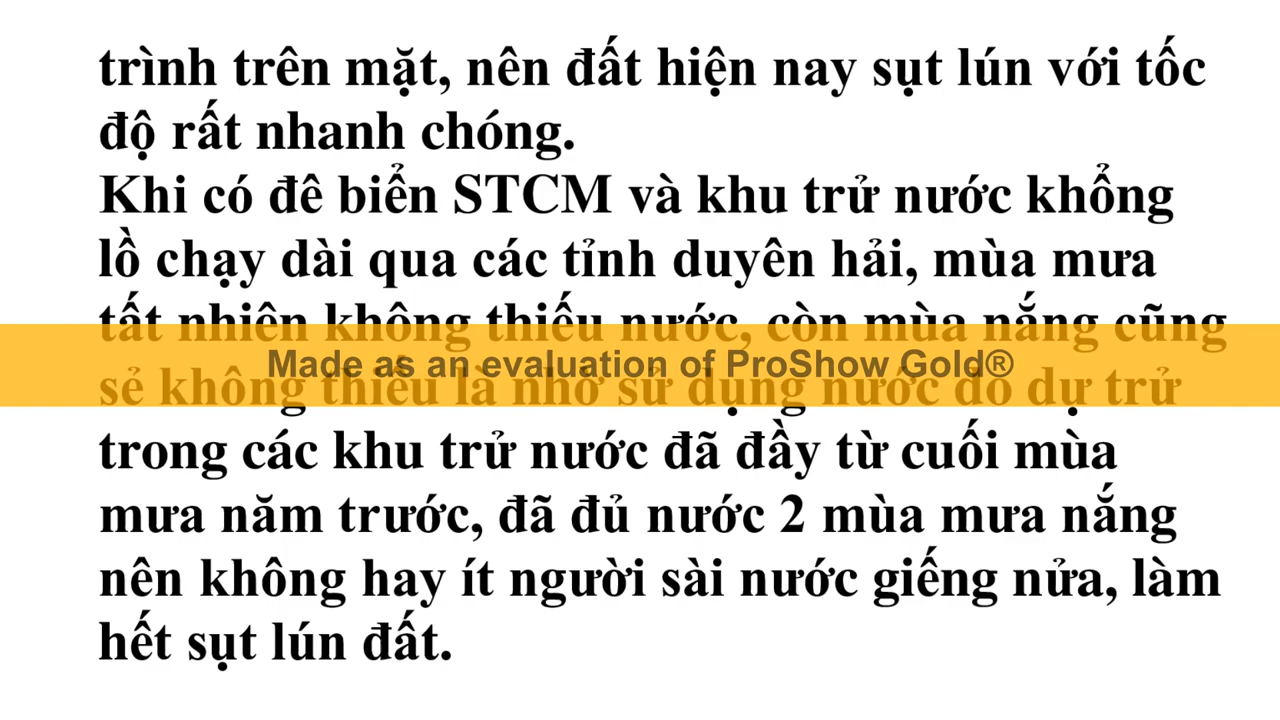 trình trên mặt, nên đất hiện nay sụt lún với tốc
độ rất nhanh chóng.
Khi có đê biển STCM và khu trử nước khổng
lồ chạy dài qua các tỉnh duyên hải, mùa mưa
tất nhiên không thiếu nước, còn mùa nắng cũng
Made as an evaluation of ProShow Gold®
sẻ không thiếu là nhờ sử dụng nước do dự trử
trong các khu trử nước đã đầy từ cuối mùa
mưa năm trước, đã đủ nước 2 mùa mưa nắng
nên không hay ít người sài nước giếng nửa, làm
hết sụt lún đất.